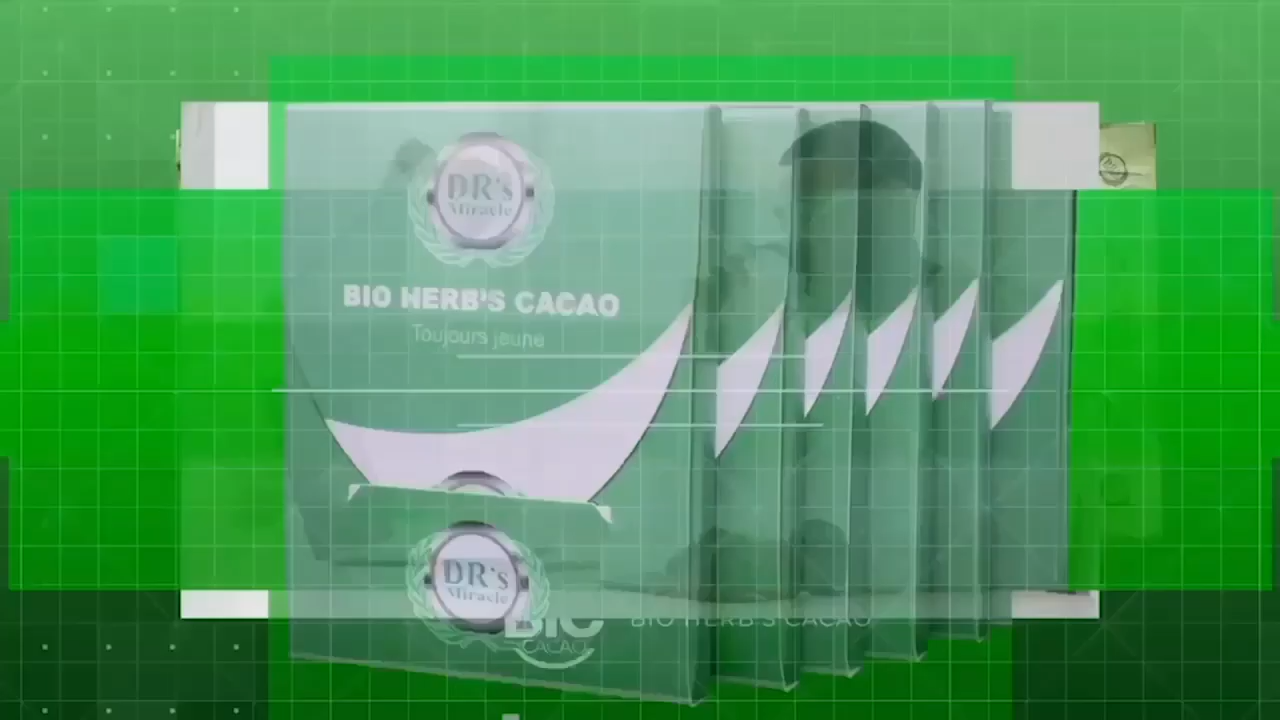 DR's
Miracle
BIO HERB'S CACAO
Toujours jeune
DR's
Miracle
BIO
CACAO
BIO HERB'S CACAO